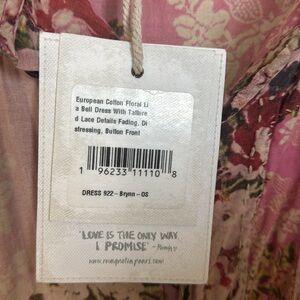 European Cotton Floral Li
a Bell Dress With Tattere
d Lace Details Fading, Di
stressing, Button Front
1 96233 11110 8
DRESS 922 - Brynn - OS
"LOVE IS THE ONLY WAY,
I PROMISE"
www.magnoliapearl.com